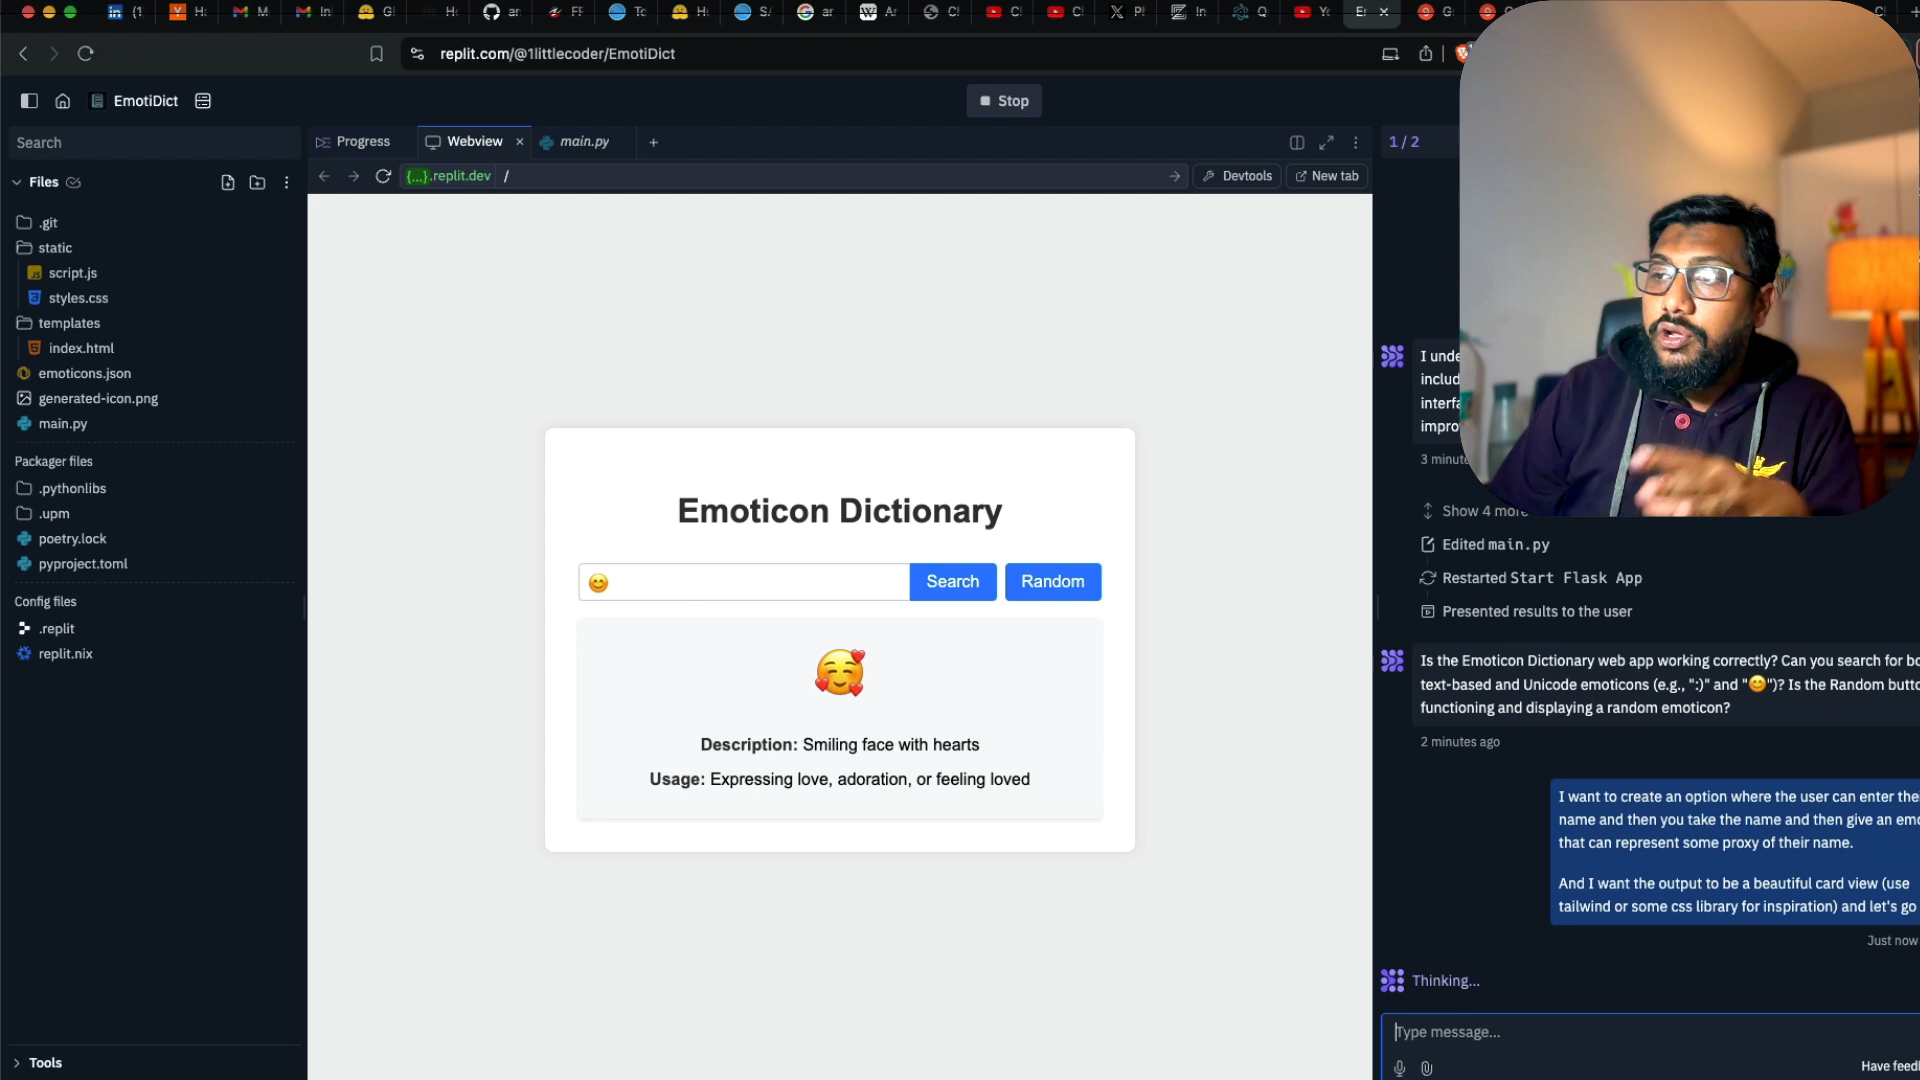 replit.com/@1littlecoder/EmotiDict
EmotiDict
Stop
Search
Progress
Webview
main.py
1 / 2
Files
{...}.replit.dev
/
Devtools
New tab
.git
static
script.js
styles.css
templates
index.html
emoticons.json
generated-icon.png
main.py
Packager files
.pythonlibs
.upm
poetry.lock
pyproject.toml
Config files
.replit
replit.nix
Tools
Emoticon Dictionary
😊
Search
Random
🥰
Description: Smiling face with hearts
Usage: Expressing love, adoration, or feeling loved
3
Show 4
Edited main.py
Restarted Start Flask App
Presented results to the user
Is the Emoticon Dictionary web app working correctly? Can you search for
text-based and Unicode emoticons (e.g., ":)" and "😊")? Is the Random
functioning and displaying a random emoticon?
2 minutes ago
I want to create an option where the user can enter
name and then you take the name and then give an
that can represent some proxy of their name.
And I want the output to be a beautiful card view (use
tailwind or some css library for inspiration) and let's go
Just now
Thinking...
Type message...
Have